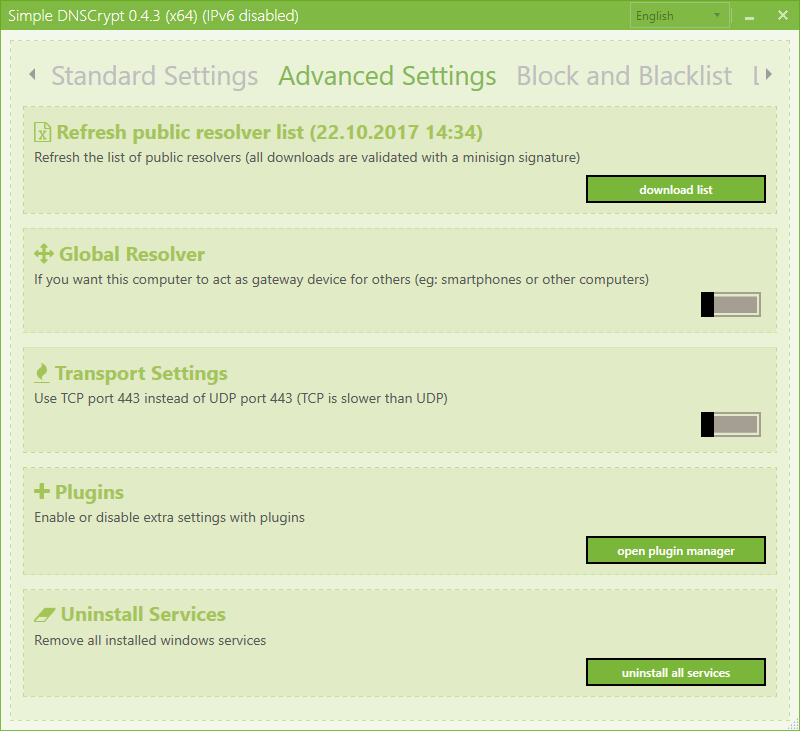 Simple DNSCrypt 0.4.3 (x64) (IPv6 disabled)
English
Standard Settings
Advanced Settings
Block and Blacklist
Refresh public resolver list (22.10.2017 14:34)
Refresh the list of public resolvers (all downloads are validated with a minisign signature)
download list
Global Resolver
If you want this computer to act as gateway device for others (eg: smartphones or other computers)
Transport Settings
Use TCP port 443 instead of UDP port 443 (TCP is slower than UDP)
Plugins
Enable or disable extra settings with plugins
open plugin manager
Uninstall Services
Remove all installed windows services
uninstall all services